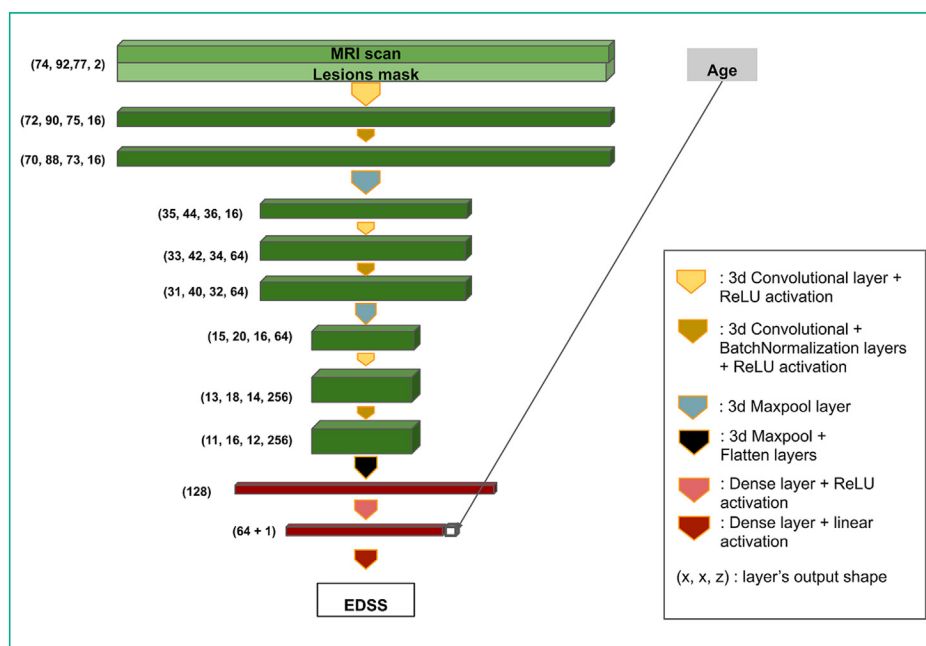 MRI scan
(74, 92,77, 2)
Lesions mask
Age
(72, 90, 75, 16)
(70, 88, 73, 16)
(35, 44, 36, 16)
(33, 42, 34, 64)
(31, 40, 32, 64)
(15, 20, 16, 64)
(13, 18, 14, 256)
(11, 16, 12, 256)
(128)
(64 + 1)
EDSS
: 3d Convolutional layer +
ReLU activation
: 3d Convolutional +
BatchNormalization layers
+ ReLU activation
: 3d Maxpool layer
: 3d Maxpool +
Flatten layers
: Dense layer + ReLU
activation
: Dense layer + linear
activation
(x, x, z) : layer's output shape